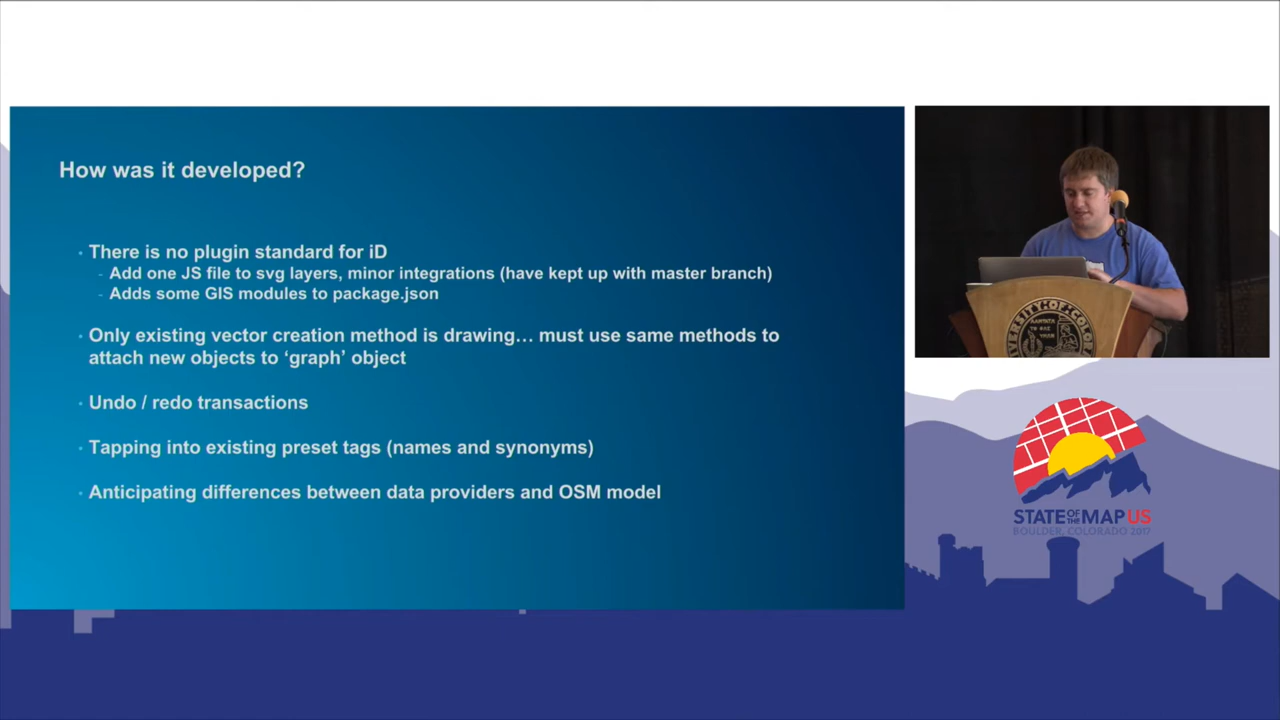 How was it developed?
· There is no plugin standard for iD
- Add one JS file to svg layers, minor integrations (have kept up with master branch)
- Adds some GIS modules to package.json
· Only existing vector creation method is drawing… must use same methods to
attach new objects to ‘graph’ object
· Undo / redo transactions
· Tapping into existing preset tags (names and synonyms)
· Anticipating differences between data providers and OSM model
STATE OF THE MAP US
BOULDER, COLORADO 2017